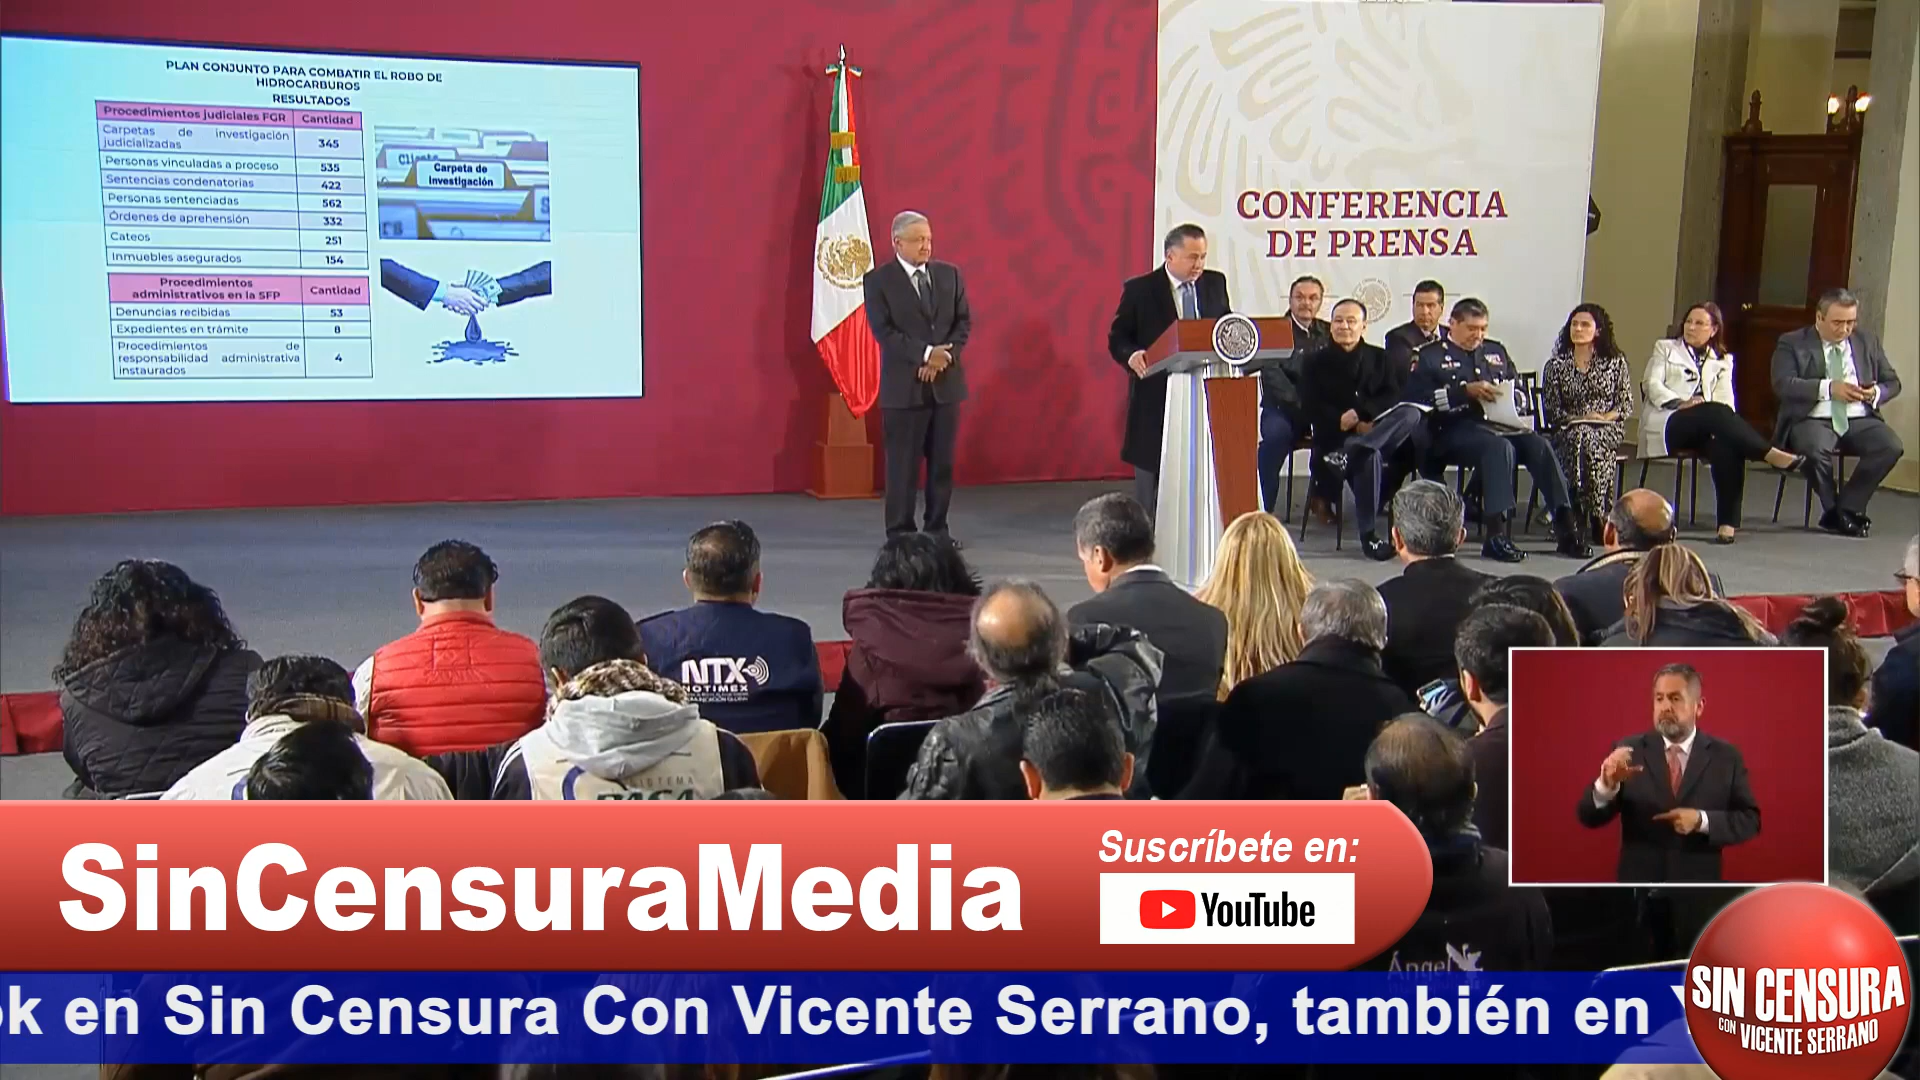 PLAN CONJUNTO PARA COMBATIR EL ROBO DE
HIDROCARBUROS
RESULTADOS
Procedimientos judiciales FGR Cantidad
Carpetas de investigación
judicializadas 345
Personas vinculadas a proceso 535
Sentencias condenatorias 422
Personas sentenciadas 562
Órdenes de aprehensión 332
Cateos 251
Inmuebles asegurados 154
Procedimientos
administrativos en la SFP Cantidad
Denuncias recibidas 53
Expedientes en trámite 8
Procedimientos de
responsabilidad administrativa
instaurados 4
Carpeta de
Investigación
CONFERENCIA
DE PRENSA
NTX
NOTIMEX
SISTEMA
Ángel
SinCensuraMedia
Suscríbete en:
YouTube
ok en Sin Censura Con Vicente Serrano, también en
SIN CENSURA
CON
VICENTE SERRANO